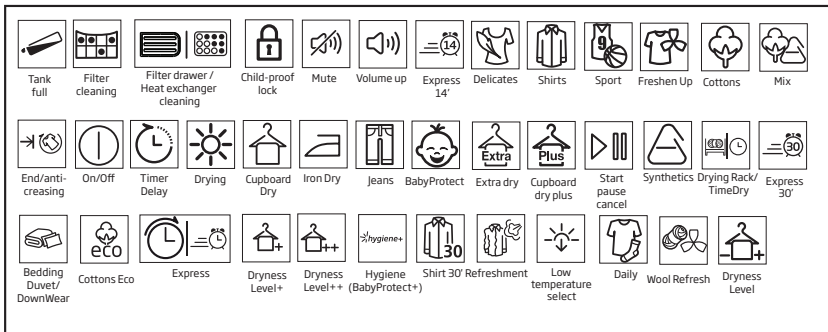 14
9
Tank full
Filter cleaning
Filter drawer / Heat exchanger cleaning
Child-proof lock
Mute
Volume up
Express 14'
Delicates
Shirts
Sport
Freshen Up
Cottons
Mix
Extra
Plus
30
End/anti-creasing
On/Off
Timer Delay
Drying
Cupboard Dry
Iron Dry
Jeans
BabyProtect
Extra dry
Cupboard dry plus
Start pause cancel
Synthetics
Drying Rack/ TimeDry
Express 30'
eco
+
++
hygiene+
30
- +
Bedding Duvet/ DownWear
Cottons Eco
Express
Dryness Level+
Dryness Level++
Hygiene (BabyProtect+)
Shirt 30'
Refreshment
Low temperature select
Daily
Wool Refresh
Dryness Level